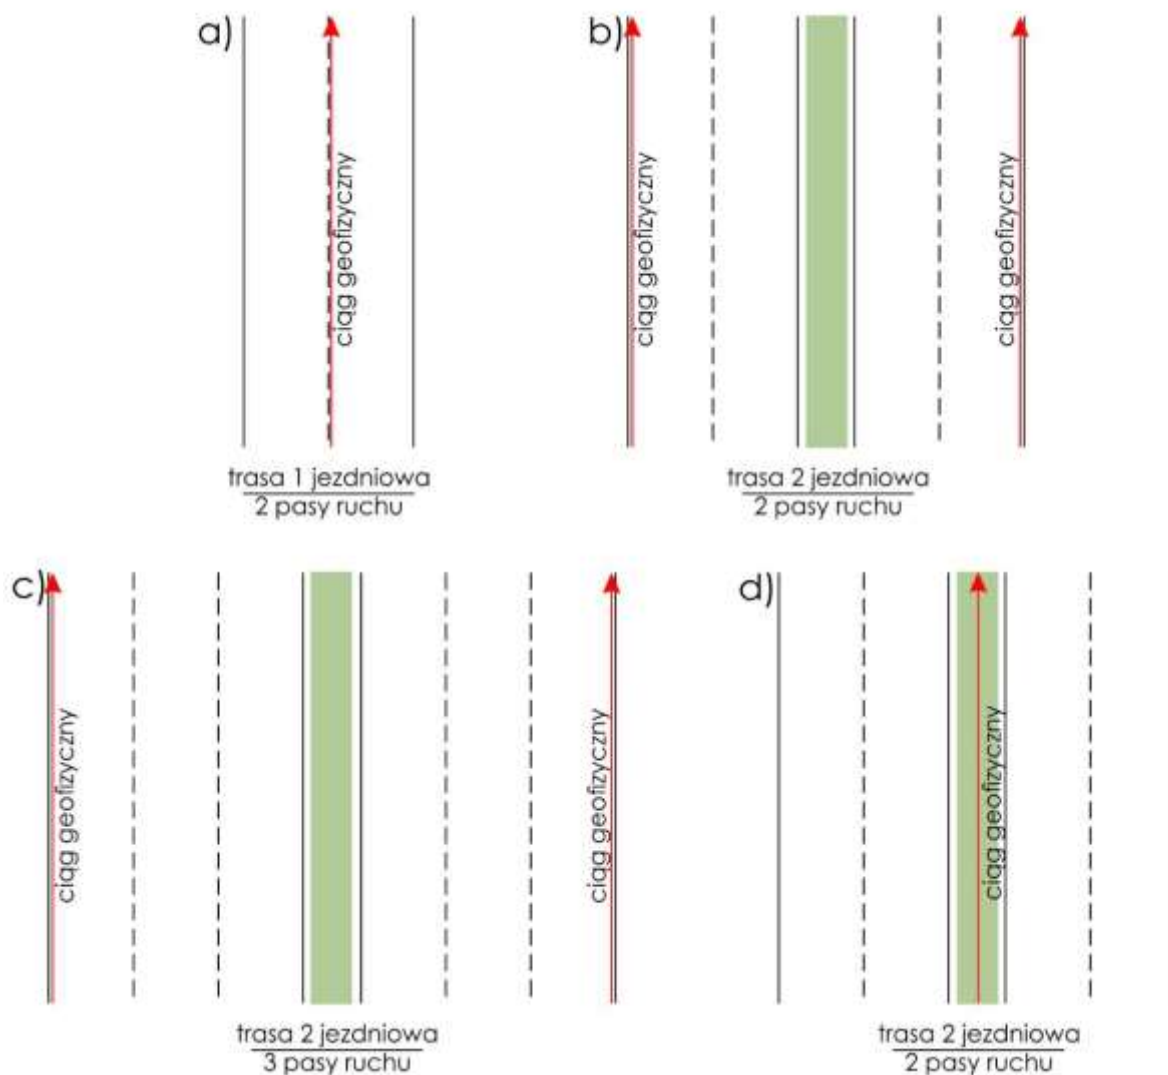 a)
ciąg geofizyczny
trasa 1 jezdniowa
2 pasy ruchu
b)
ciąg geofizyczny
ciąg geofizyczny
trasa 2 jezdniowa
2 pasy ruchu
c)
ciąg geofizyczny
ciąg geofizyczny
trasa 2 jezdniowa
3 pasy ruchu
d)
ciąg geofizyczny
trasa 2 jezdniowa
2 pasy ruchu